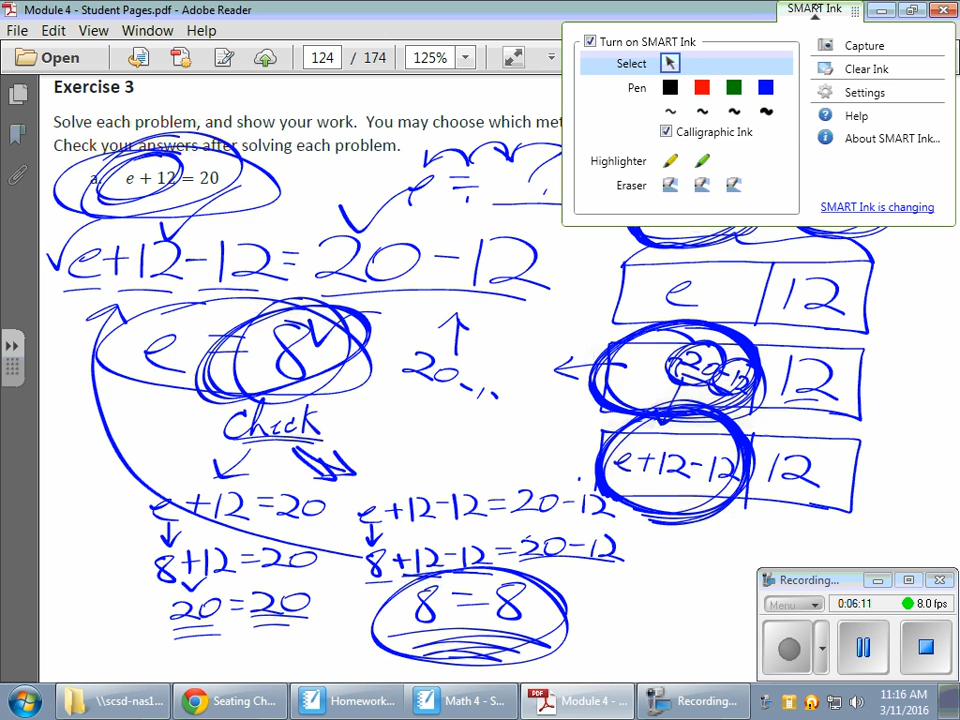 Module 4 - Student Pages.pdf - Adobe Reader
SMART Ink
File Edit View Window Help
Open
124 / 174
125%
Turn on SMART Ink
Select
Pen
Calligraphic Ink
Highlighter
Eraser
Capture
Clear Ink
Settings
Help
About SMART Ink...
SMART Ink is changing
Exercise 3
Solve each problem, and show your work. You may choose which
Check your answers after solving each problem.
a. e + 12 = 20
e = ?
e+12-12=20-12
e = 8
20-
e 12
20-12 12
e+12-12 12
Check
e+12=20
8+12=20
20=20
e+12-12=20-12
8+12-12=20-12
8=8
Recording...
Menu
0:06:11
8.0 fps
\\scsd-nas1...
Seating Ch...
Homework...
Math 4 - S...
Module 4 - ...
Recording...
11:16 AM
3/11/2016